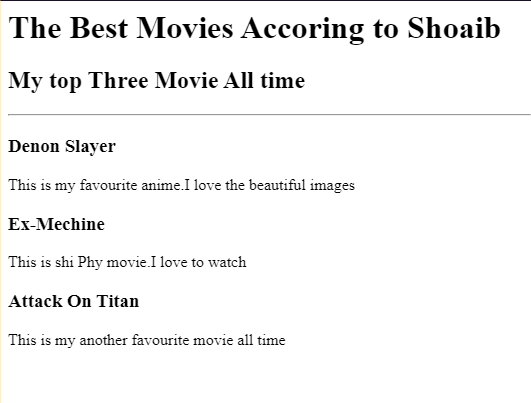 The Best Movies Accoring to Shoaib
My top Three Movie All time
Denon Slayer
This is my favourite anime.I love the beautiful images
Ex-Mechine
This is shi Phy movie.I love to watch
Attack On Titan
This is my another favourite movie all time